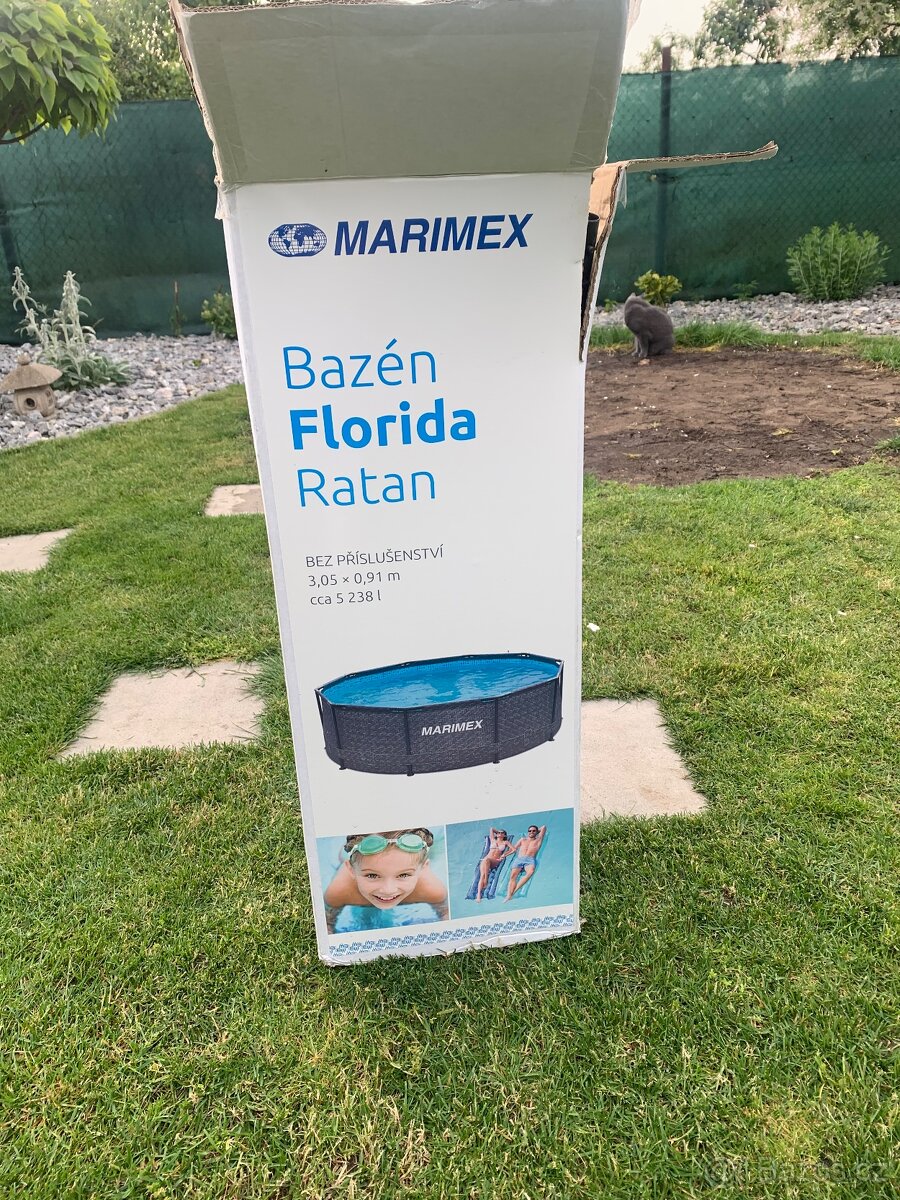 MARIMEX
Bazén
Florida
Ratan
BEZ PŘÍSLUŠENSTVÍ
3,05 × 0,91 m
cca 5 238 l
MARIMEX